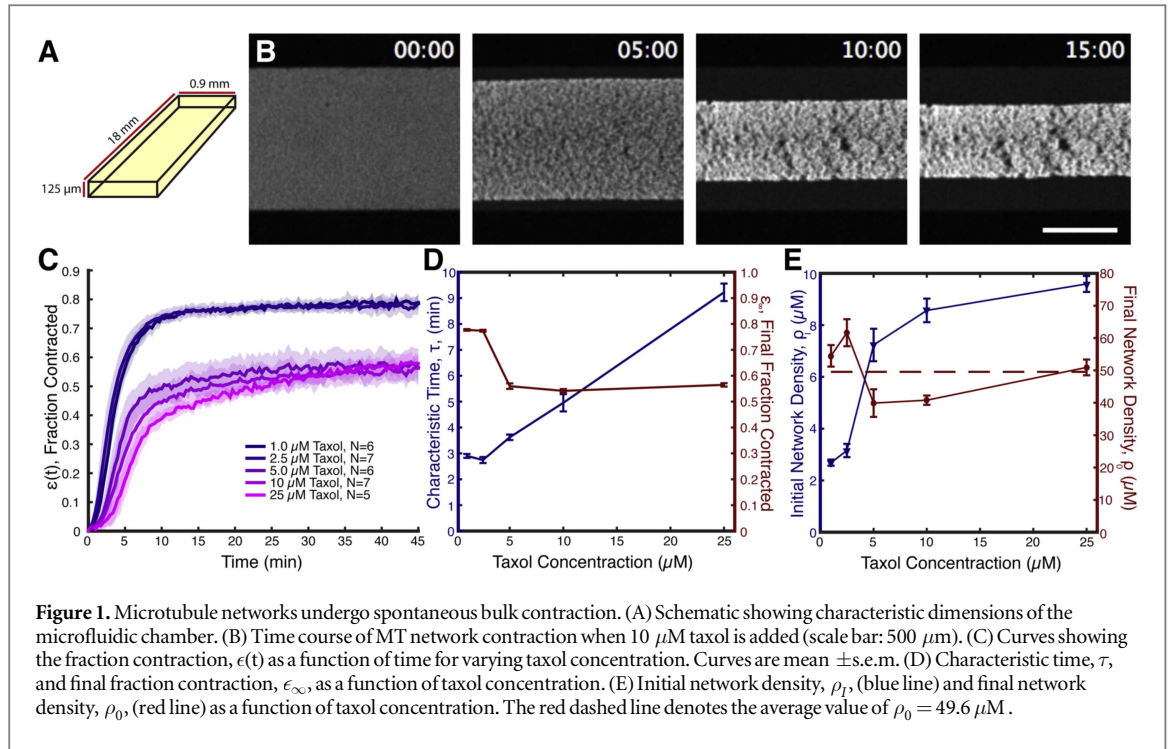 A
0.9 mm
18 mm
125 μm
B
00:00
05:00
10:00
15:00
C
ε(t), Fraction Contracted
0.9
0.8
0.7
0.6
0.5
0.4
0.3
0.2
0.1
0
0 5 10 15 20 25 30 35 40 45
Time (min)
1.0 μM Taxol, N=6
2.5 μM Taxol, N=7
5.0 μM Taxol, N=6
10 μM Taxol, N=7
25 μM Taxol, N=5
D
Characteristic Time, τ, (min)
10
9
8
7
6
5
4
3
2
1
0
0 5 10 15 20 25
Taxol Concentration (μM)
1.0
0.9
0.8
0.7
0.6
0.5
0.4
0.3
0.2
0.1
0
ε∞, Final Fraction Contracted
E
Initial Network Density, ρI (μM)
10
8
6
4
2
0
0 5 10 15 20 25
Taxol Concentration (μM)
80
70
60
50
40
30
20
10
0
Final Network Density, ρ0 (μM)
Figure 1. Microtubule networks undergo spontaneous bulk contraction. (A) Schematic showing characteristic dimensions of the
microfluidic chamber. (B) Time course of MT network contraction when 10 μM taxol is added (scale bar: 500 μm). (C) Curves showing
the fraction contraction, ϵ(t) as a function of time for varying taxol concentration. Curves are mean ±s.e.m. (D) Characteristic time, τ,
and final fraction contraction, ϵ∞, as a function of taxol concentration. (E) Initial network density, ρI, (blue line) and final network
density, ρ0, (red line) as a function of taxol concentration. The red dashed line denotes the average value of ρ0 = 49.6 μM .